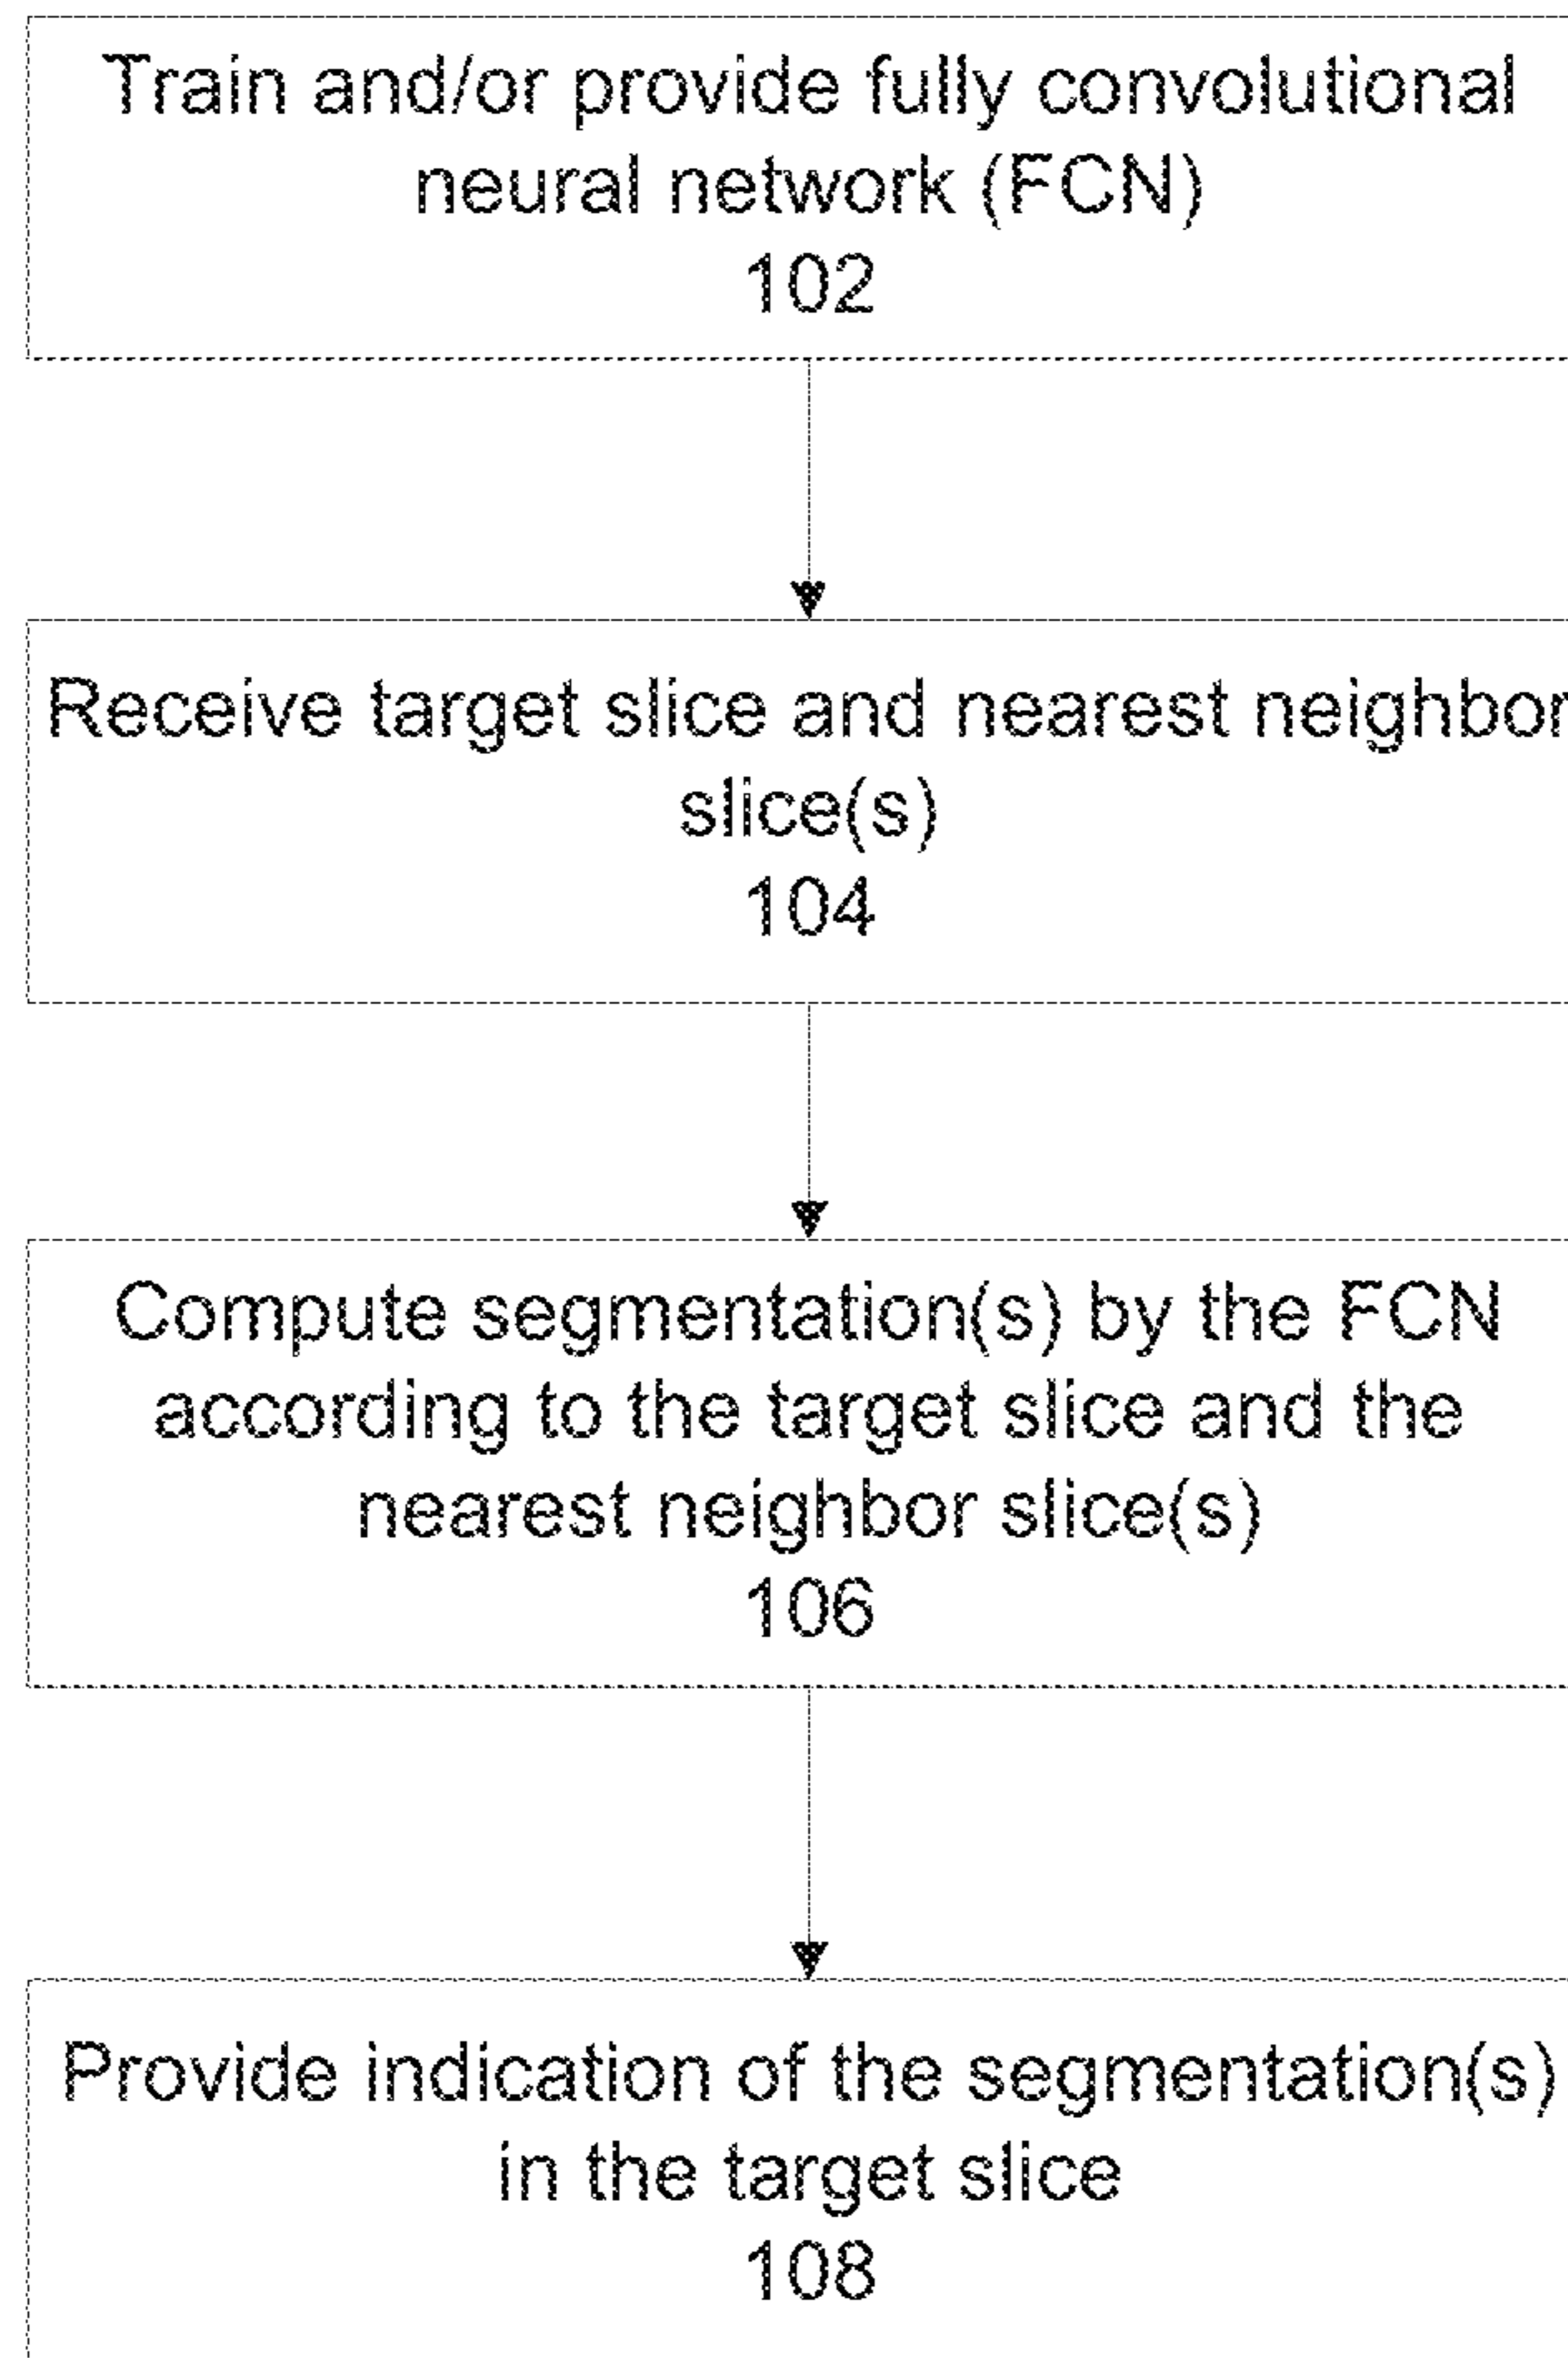 Train and/or provide fully convolutional
neural network (FCN)
102
Receive target slice and nearest neighbor
slice(s)
104
Compute segmentation(s) by the FCN
according to the target slice and the
nearest neighbor slice(s)
106
Provide indication of the segmentation(s)
in the target slice
108